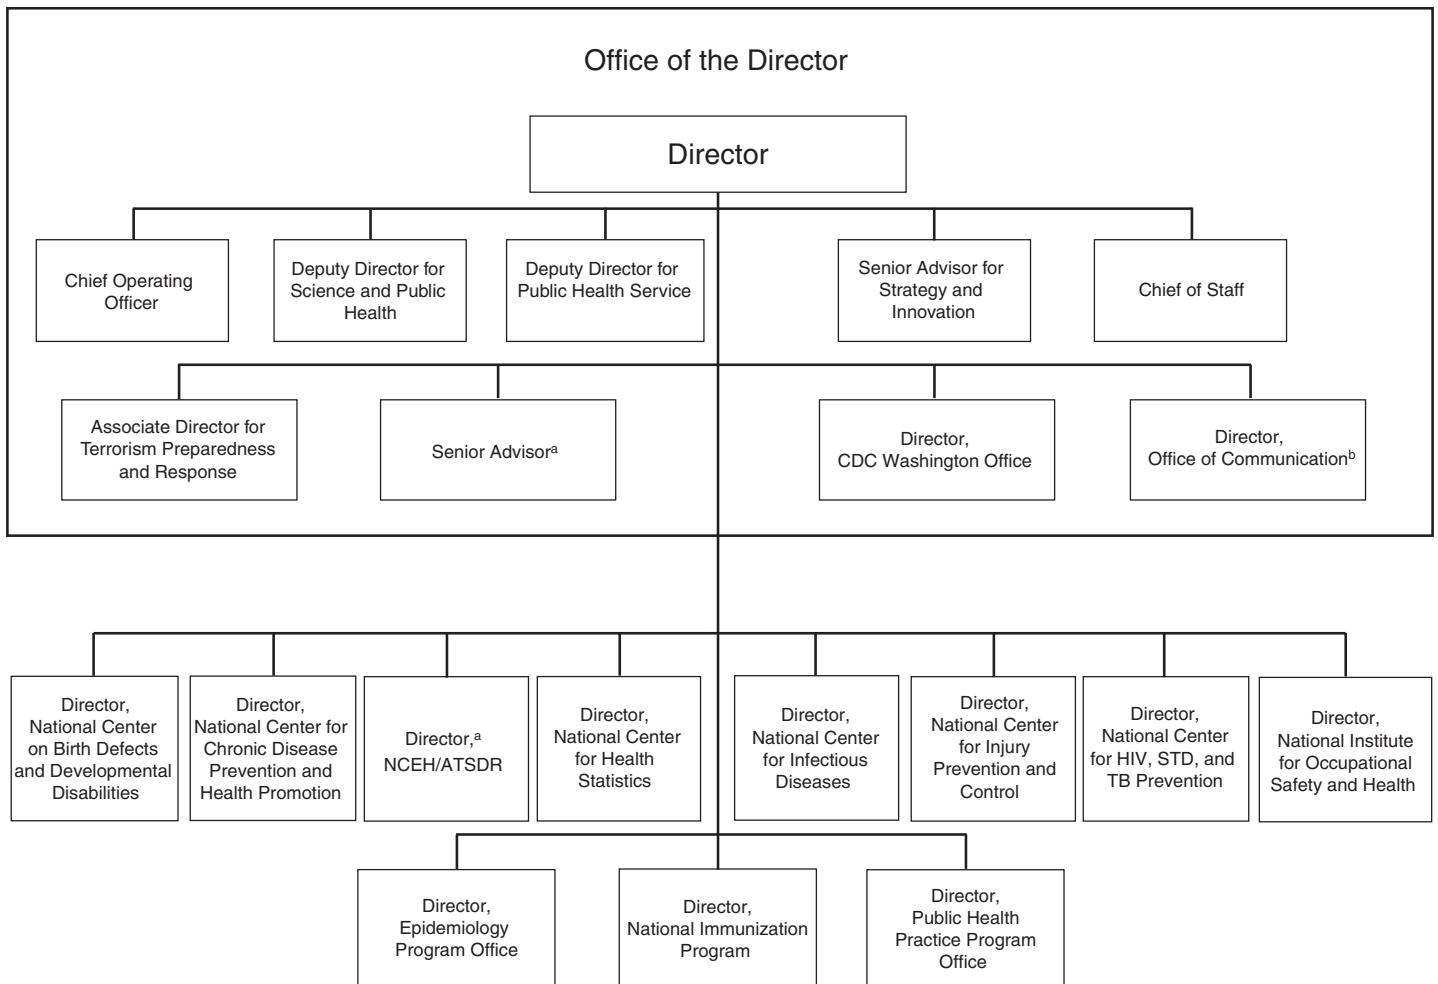 Office of the Director
Director
Chief Operating
Officer
Deputy Director for
Science and Public
Health
Deputy Director for
Public Health Service
Senior Advisor for
Strategy and
Innovation
Chief of Staff
Associate Director for
Terrorism Preparedness
and Response
Senior Advisorᵃ
Director,
CDC Washington Office
Director,
Office of Communicationᵇ
Director,
National Center
on Birth Defects
and Developmental
Disabilities
Director,
National Center for
Chronic Disease
Prevention and
Health Promotion
Director,ᵃ
NCEH/ATSDR
Director,
National Center
for Health
Statistics
Director,
National Center
for Infectious
Diseases
Director,
National Center
for Injury
Prevention and
Control
Director,
National Center
for HIV, STD, and
TB Prevention
Director,
National Institute
for Occupational
Safety and Health
Director,
Epidemiology
Program Office
Director,
National Immunization
Program
Director,
Public Health
Practice Program
Office